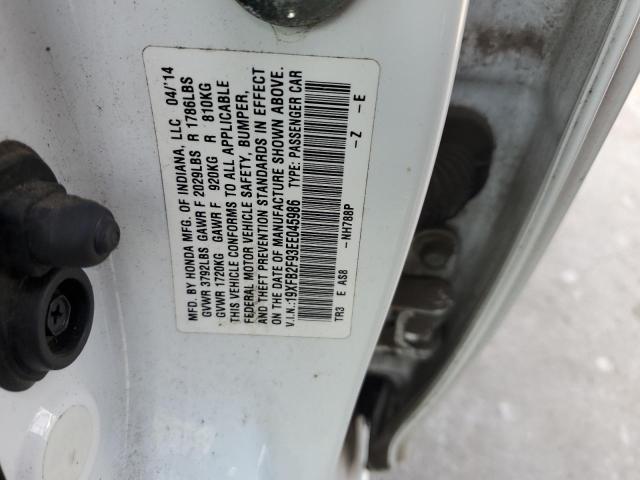 MFD. BY HONDA MFG. OF INDIANA, LLC 04/'14
GVWR 3792LBS GAWR F 2029LBS R 1786LBS
GVWR 1720KG GAWR F 920KG R 810KG
THIS VEHICLE CONFORMS TO ALL APPLICABLE
FEDERAL MOTOR VEHICLE SAFETY, BUMPER,
AND THEFT PREVENTION STANDARDS IN EFFECT
ON THE DATE OF MANUFACTURE SHOWN ABOVE.
V.I.N.:19XFB2F93EE045986 TYPE: PASSENGER CAR
TR3 E AS8 -NH788P -Z -E